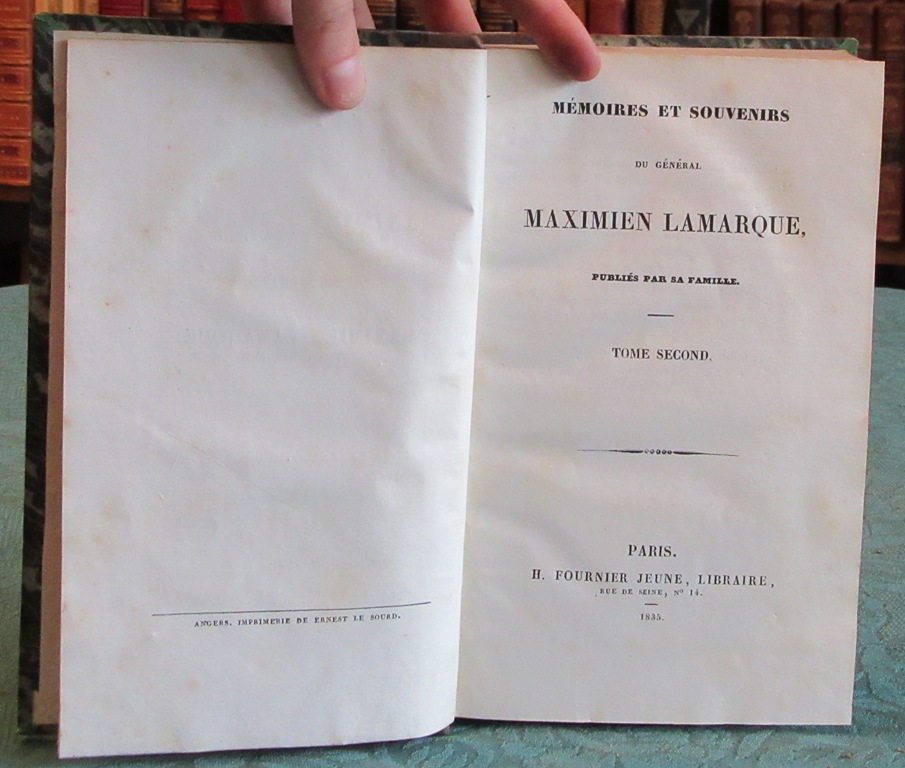 ANGERS. IMPRIMERIE DE ERNEST LE SOURD.
MÉMOIRES ET SOUVENIRS
DU GÉNÉRAL
MAXIMIEN LAMARQUE,
PUBLIÉS PAR SA FAMILLE.
TOME SECOND.
PARIS.
H. FOURNIER JEUNE, LIBRAIRE,
RUE DE SEINE, Nº 14.
1835.